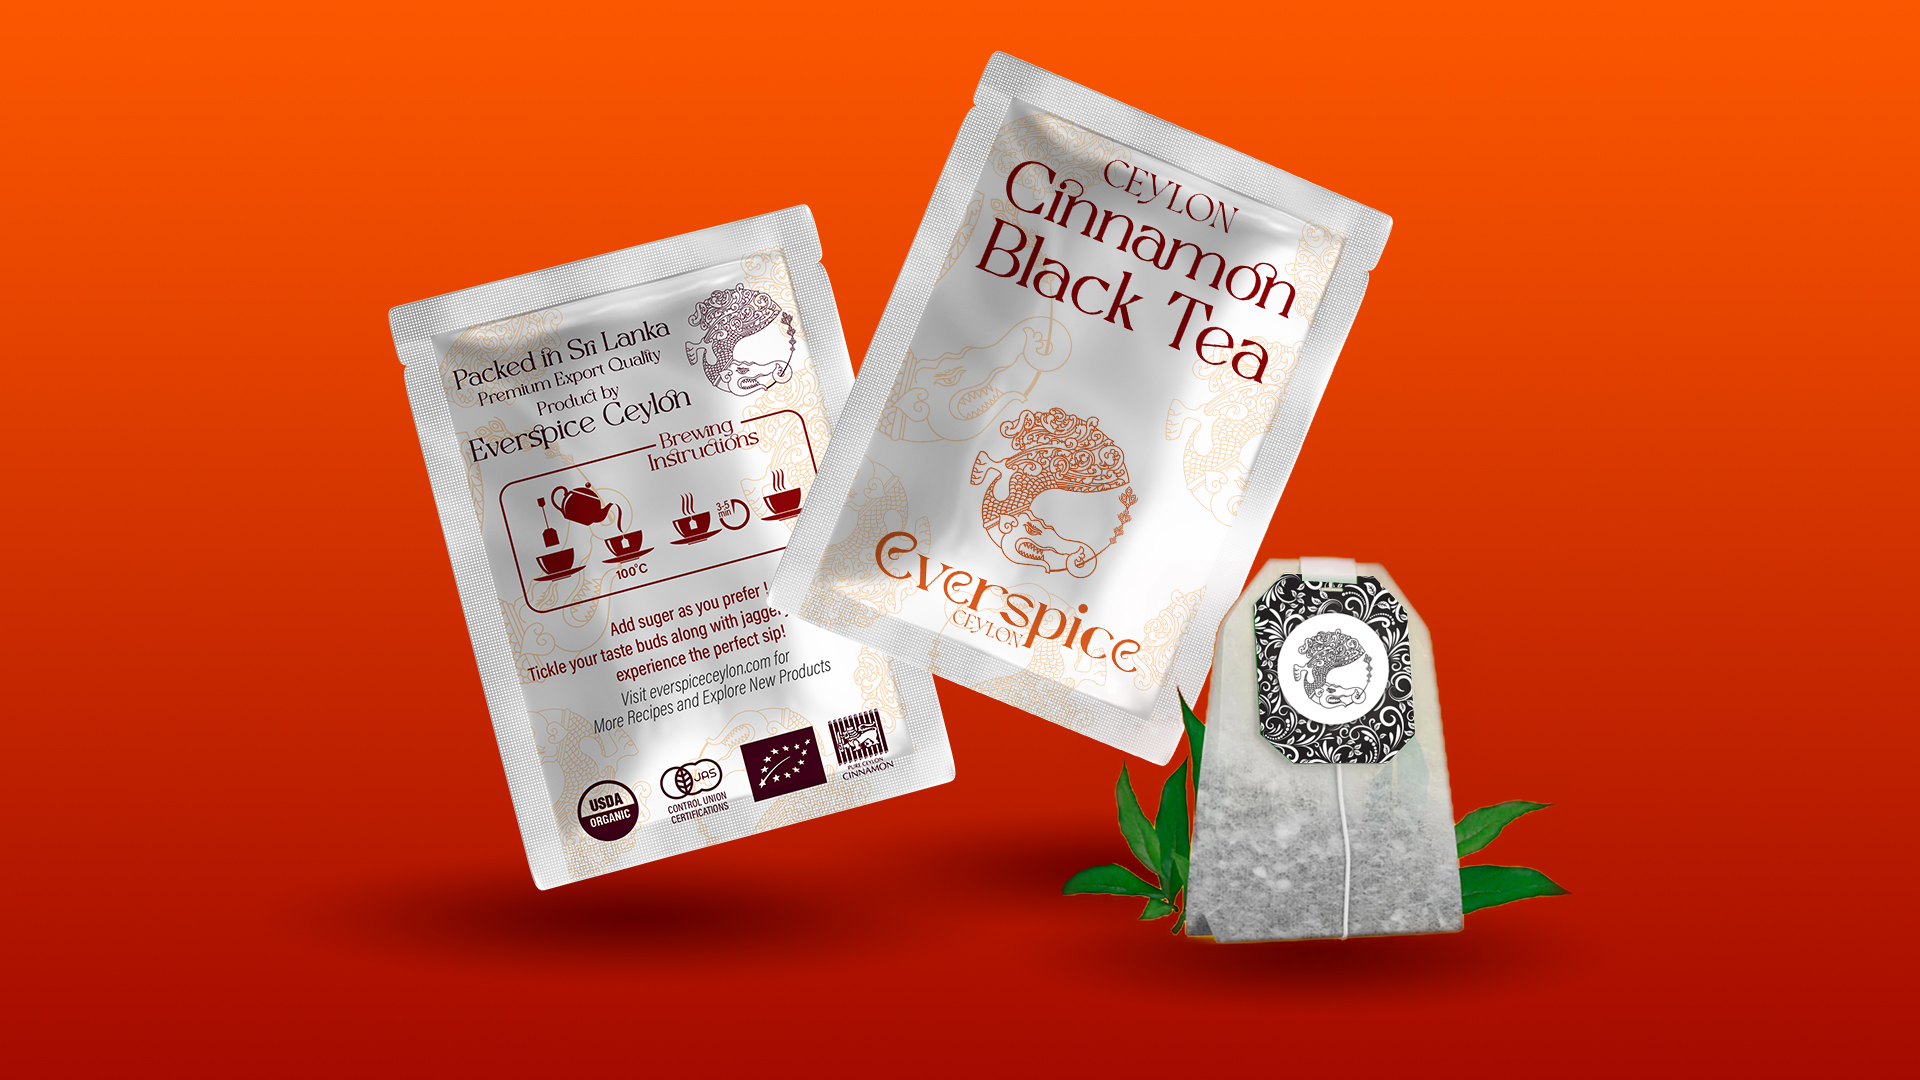 Packed in Sri Lanka
Premium Export Quality
Product by
Everspice Ceylon
Brewing
Instructions
3-5
min
100°C
Add suger as you prefer !
Tickle your taste buds along with
experience the perfect sip!
Visit everspiceceylon.com for
More Recipes and Explore New Products
USDA
ORGANIC
JAS
CONTROL UNION
CERTIFICATIONS
PURE CEYLON
CINNAMON
CEYLON
Cinnamon
Black Tea
Everspice
CEYLON